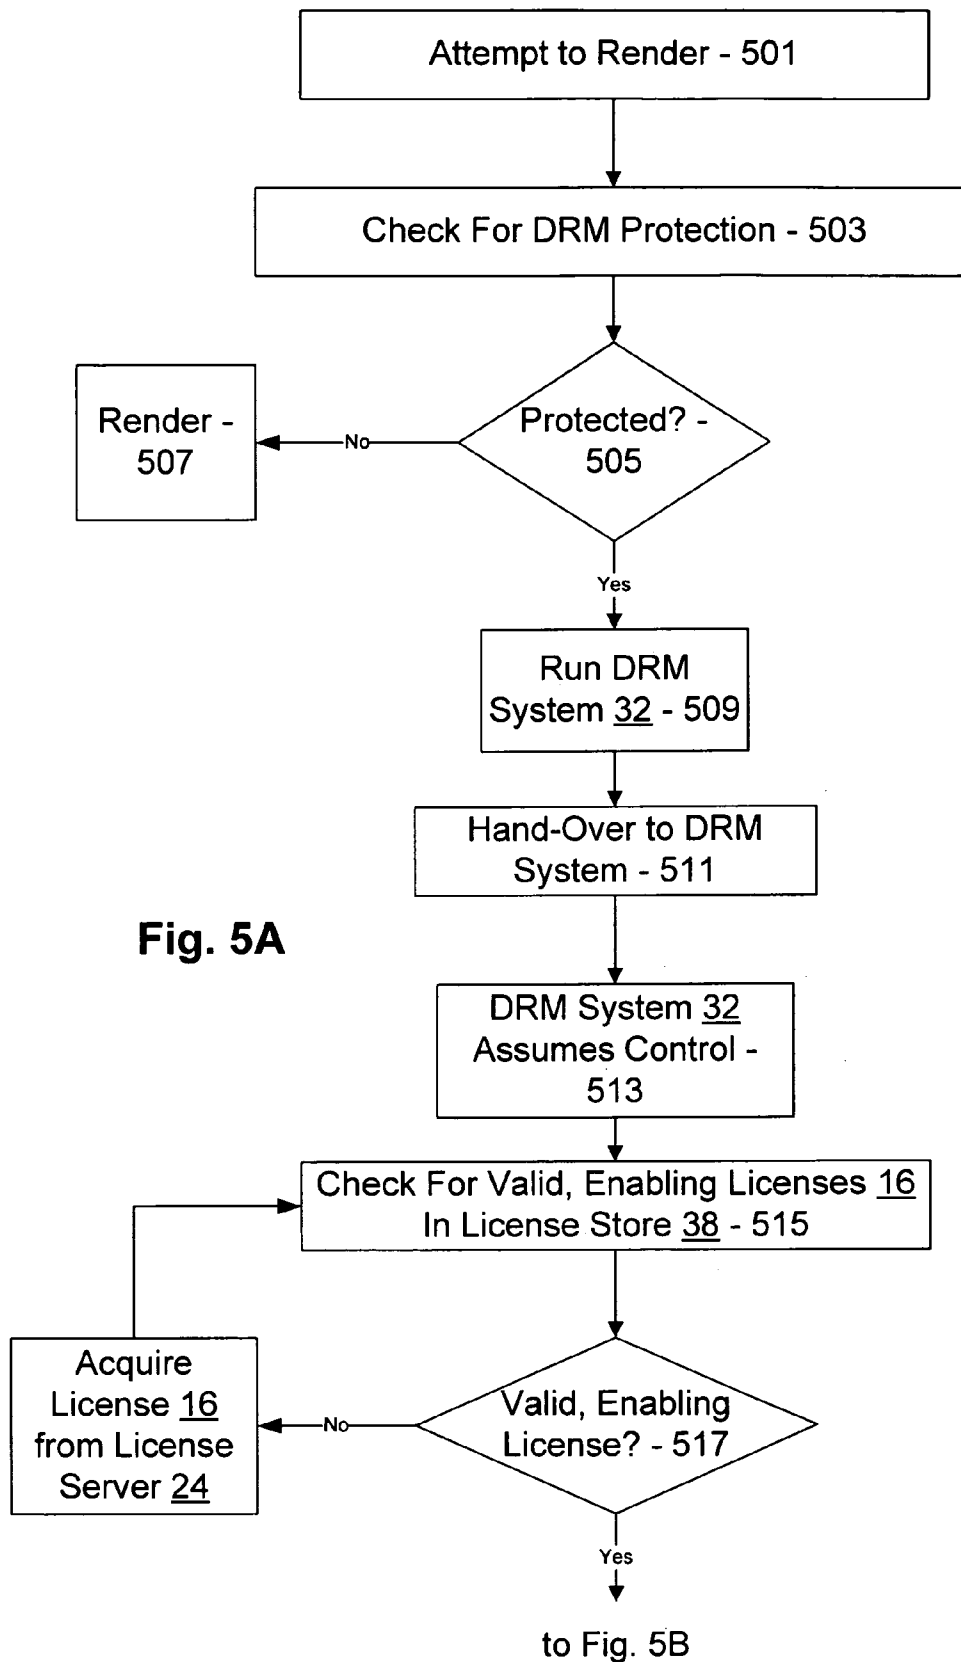 Attempt to Render - 501
Check For DRM Protection - 503
Protected? -
505
No
Render -
507
Yes
Run DRM
System 32 - 509
Hand-Over to DRM
System - 511
Fig. 5A
DRM System 32
Assumes Control -
513
Check For Valid, Enabling Licenses 16
In License Store 38 - 515
Valid, Enabling
License? - 517
No
Acquire
License 16
from License
Server 24
Yes
to Fig. 5B